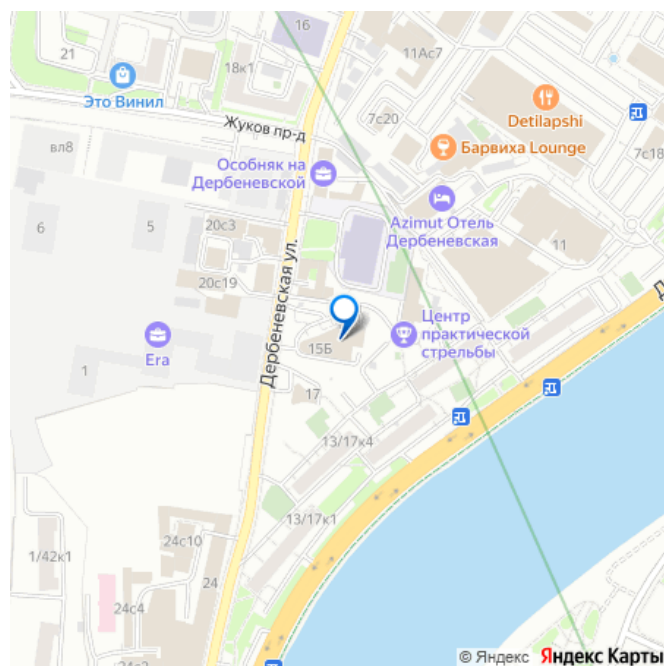 16
21
18к1
11Ас7
Это Винил
7с20
Detilapshi
Жуков пр-д
Барвиха Lounge
7с18
вл8
Особняк на
Дербеневской
6
5
20с3
Azimut Отель
Дербеневская
11
20с19
Дербеневская ул.
Д
Центр
практической
стрельбы
Era
15Б
1
17
13/17к4
13/17к1
24с10
1/42к1
24
24с4
24с2
© Яндекс Яндекс Карты